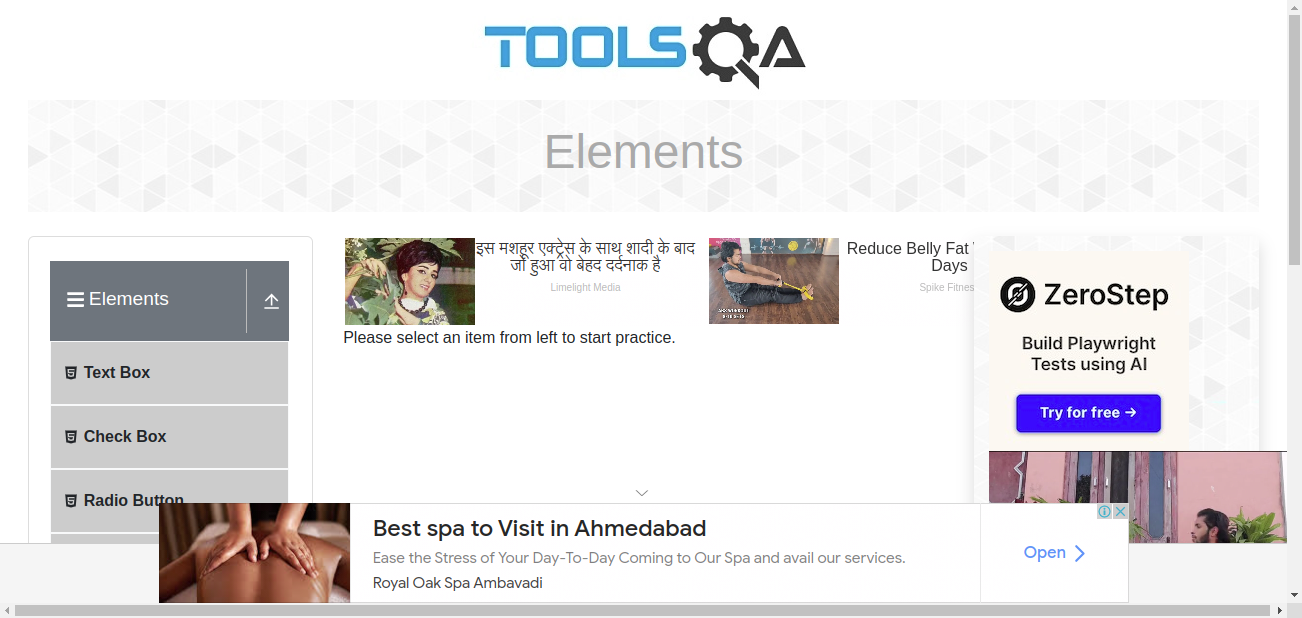 TOOLSQA
Elements
Elements
Text Box
Check Box
Radio Button
इस मशहूर एक्ट्रेस के साथ शादी के बाद
जो हुआ वो बेहद दर्दनाक है
Limelight Media
Reduce Belly Fat
Days
Spike Fitness
Please select an item from left to start practice.
ZeroStep
Build Playwright
Tests using AI
Try for free →
Best spa to Visit in Ahmedabad
Ease the Stress of Your Day-To-Day Coming to Our Spa and avail our services.
Royal Oak Spa Ambavadi
Open